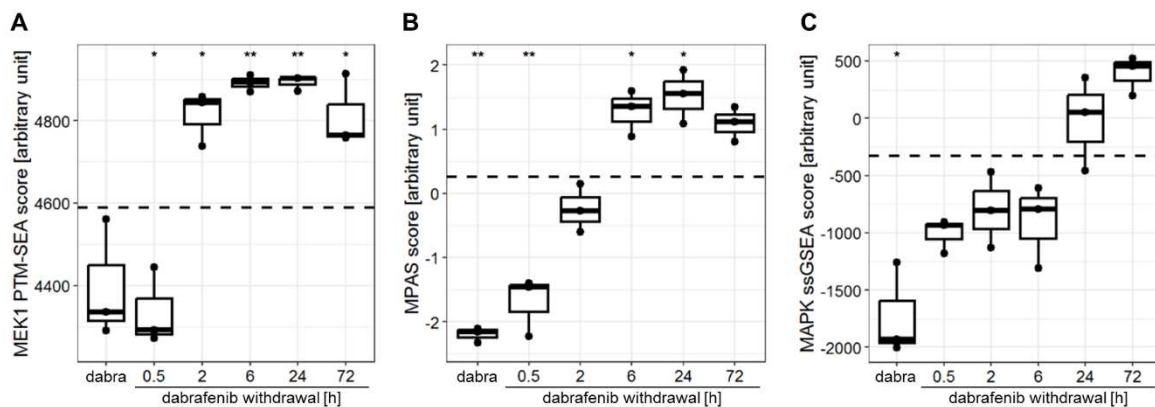 A
MEK1 PTM-SEA score [arbitrary unit]
* * ** ** *
4800
4600
4400
dabra 0.5 2 6 24 72
dabrafenib withdrawal [h]
B
MPAS score [arbitrary unit]
** ** * *
2
1
0
-1
-2
dabra 0.5 2 6 24 72
dabrafenib withdrawal [h]
C
MAPK ssGSEA score [arbitrary unit]
*
500
0
-500
-1000
-1500
-2000
dabra 0.5 2 6 24 72
dabrafenib withdrawal [h]